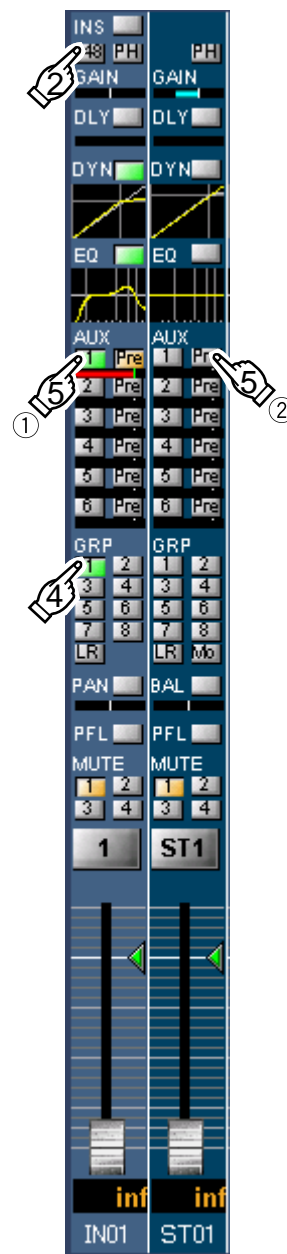 INS
48 PH PH
2
GAIN GAIN
DLY DLY
DYN DYN
EQ EQ
AUX AUX
1 Pre 1 Pr
5 5
① ②
2 Pre 2 Pre
3 Pre 3 Pre
4 Pre 4 Pre
5 Pre 5 Pre
6 Pre 6 Pre
GRP GRP
1 2 1 2
4
3 4 3 4
5 6 5 6
7 8 7 8
LR LR Mo
PAN BAL
PFL PFL
MUTE MUTE
1 2 1 2
3 4 3 4
1 ST1
inf inf
IN01 ST01